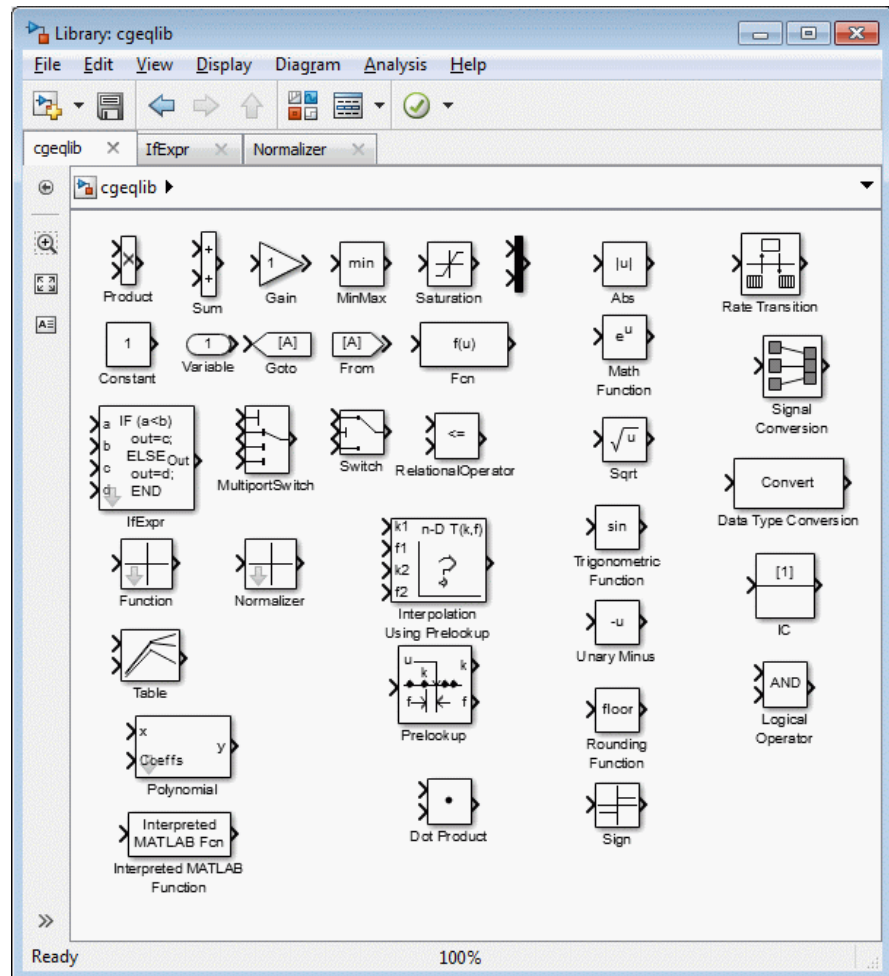 Library: cgeqlib
File Edit View Display Diagram Analysis Help
cgeqlib IfExpr Normalizer
cgeqlib
Product
+
+
Sum
1
Gain
min
MinMax
Saturation
|u|
Abs
Rate Transition
1
Constant
Variable
1
[A]
Goto
[A]
From
f(u)
Fcn
e^u
Math
Function
Signal
Conversion
a
b
c
d
IF (a<b)
out=c;
ELSE
out=d;
END
Out
IfExpr
MultiportSwitch
Switch
<=
RelationalOperator
√u
Sqrt
Convert
Data Type Conversion
Function
Normalizer
k1
f1
k2
f2
n-D T(k,f)
Interpolation
Using Prelookup
sin
Trigonometric
Function
[1]
IC
Table
u
k
k
f
f
Prelookup
-u
Unary Minus
AND
Logical
Operator
x
Coeffs
y
Polynomial
floor
Rounding
Function
Interpreted
MATLAB Fcn
Interpreted MATLAB
Function
Dot Product
Sign
Ready 100%